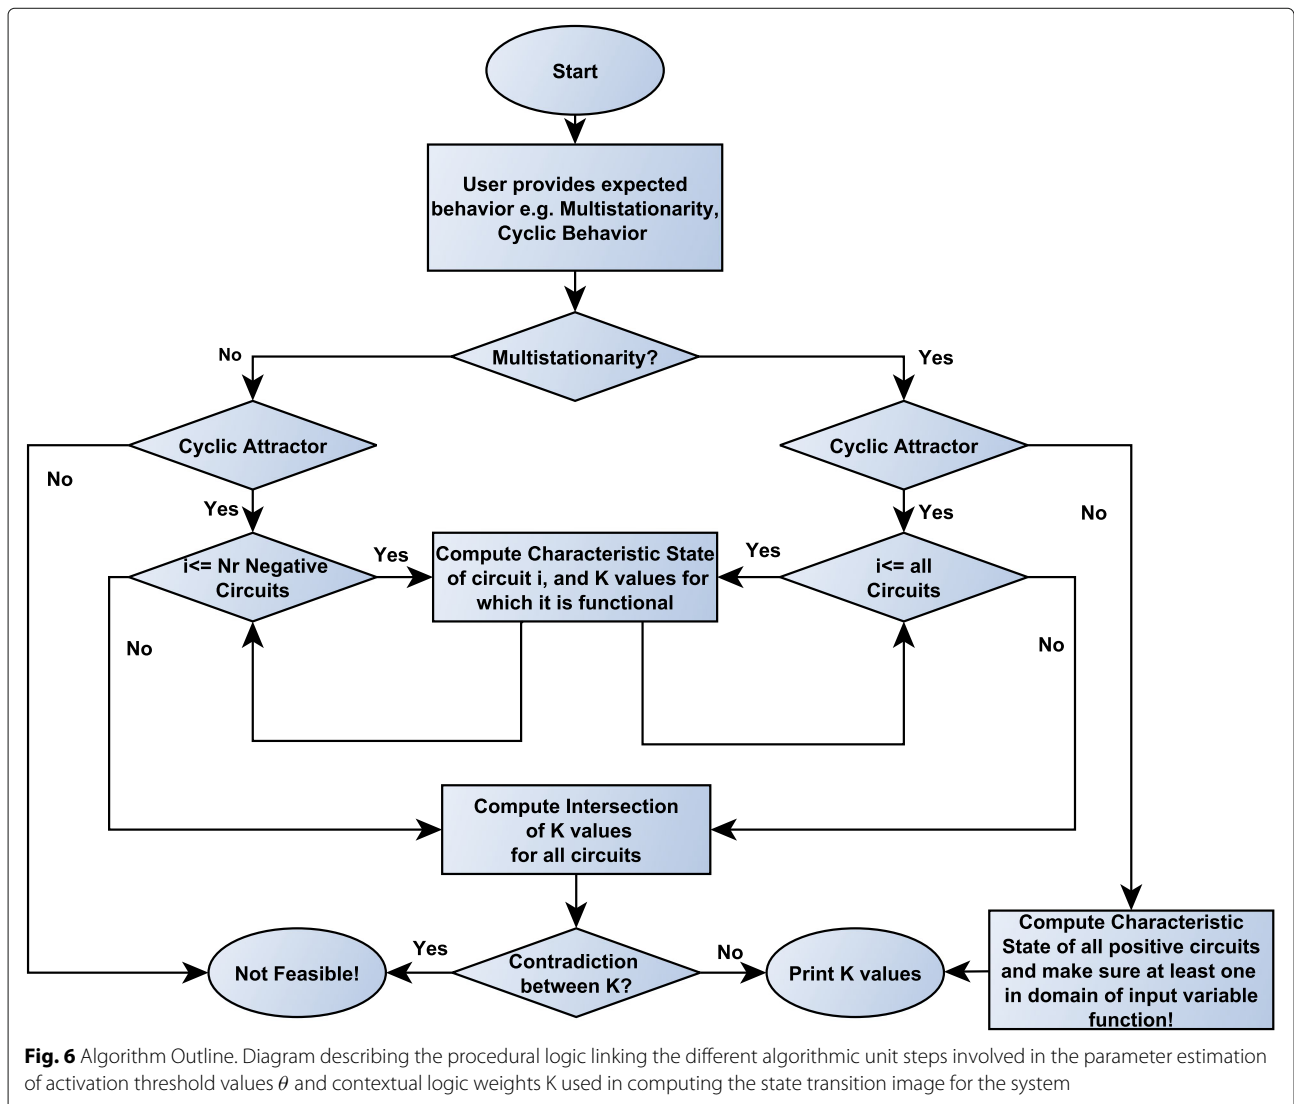 Start
User provides expected
behavior e.g. Multistationarity,
Cyclic Behavior
Multistationarity?
No
Yes
Cyclic Attractor
Cyclic Attractor
No
Yes
Yes
No
i<= Nr Negative
Circuits
Yes
Compute Characteristic State
of circuit i, and K values for
which it is functional
Yes
i<= all
Circuits
No
No
Compute Intersection
of K values
for all circuits
Not Feasible!
Yes
Contradiction
between K?
No
Print K values
Compute Characteristic
State of all positive circuits
and make sure at least one
in domain of input variable
function!
Fig. 6 Algorithm Outline. Diagram describing the procedural logic linking the different algorithmic unit steps involved in the parameter estimation
of activation threshold values θ and contextual logic weights K used in computing the state transition image for the system